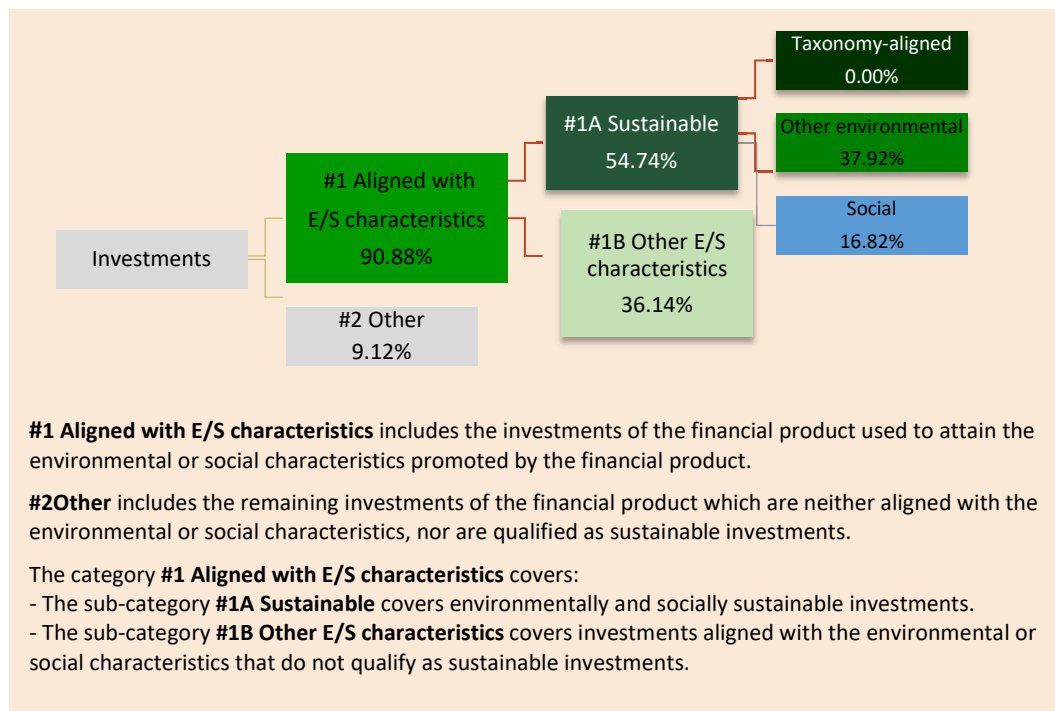 Investments
#1 Aligned with
E/S characteristics
90.88%
#2 Other
9.12%
#1A Sustainable
54.74%
#1B Other E/S
characteristics
36.14%
Taxonomy-aligned
0.00%
Other environmental
37.92%
Social
16.82%
#1 Aligned with E/S characteristics includes the investments of the financial product used to attain the
environmental or social characteristics promoted by the financial product.
#2Other includes the remaining investments of the financial product which are neither aligned with the
environmental or social characteristics, nor are qualified as sustainable investments.
The category #1 Aligned with E/S characteristics covers:
- The sub-category #1A Sustainable covers environmentally and socially sustainable investments.
- The sub-category #1B Other E/S characteristics covers investments aligned with the environmental or
social characteristics that do not qualify as sustainable investments.